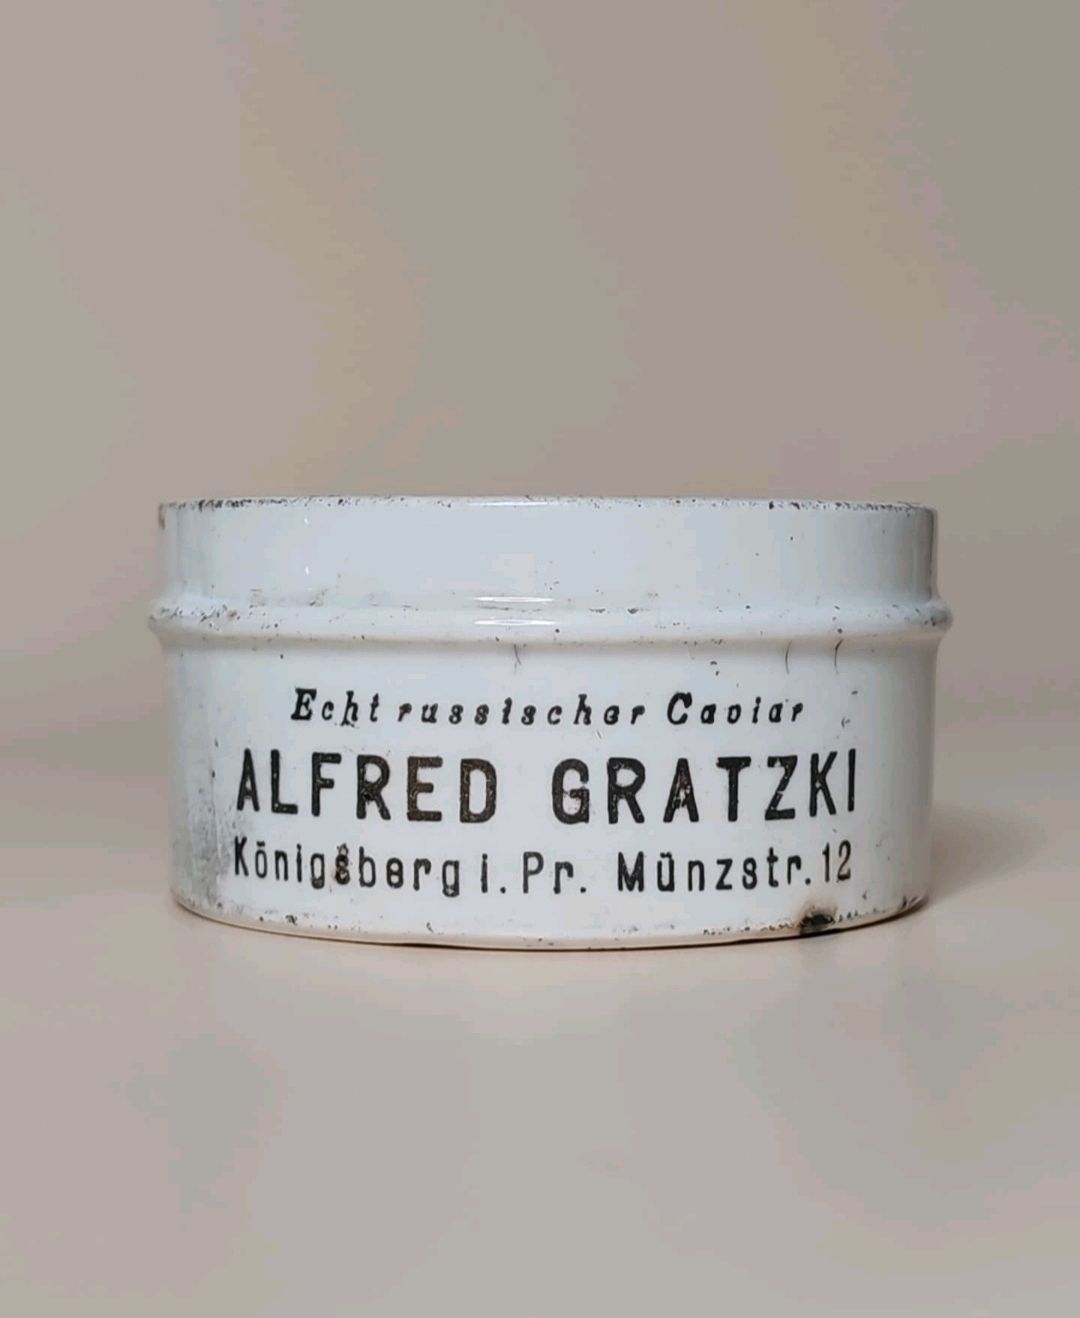 Echt russischer Caviar
ALFRED GRATZKI
Königsberg i. Pr. Münzstr. 12